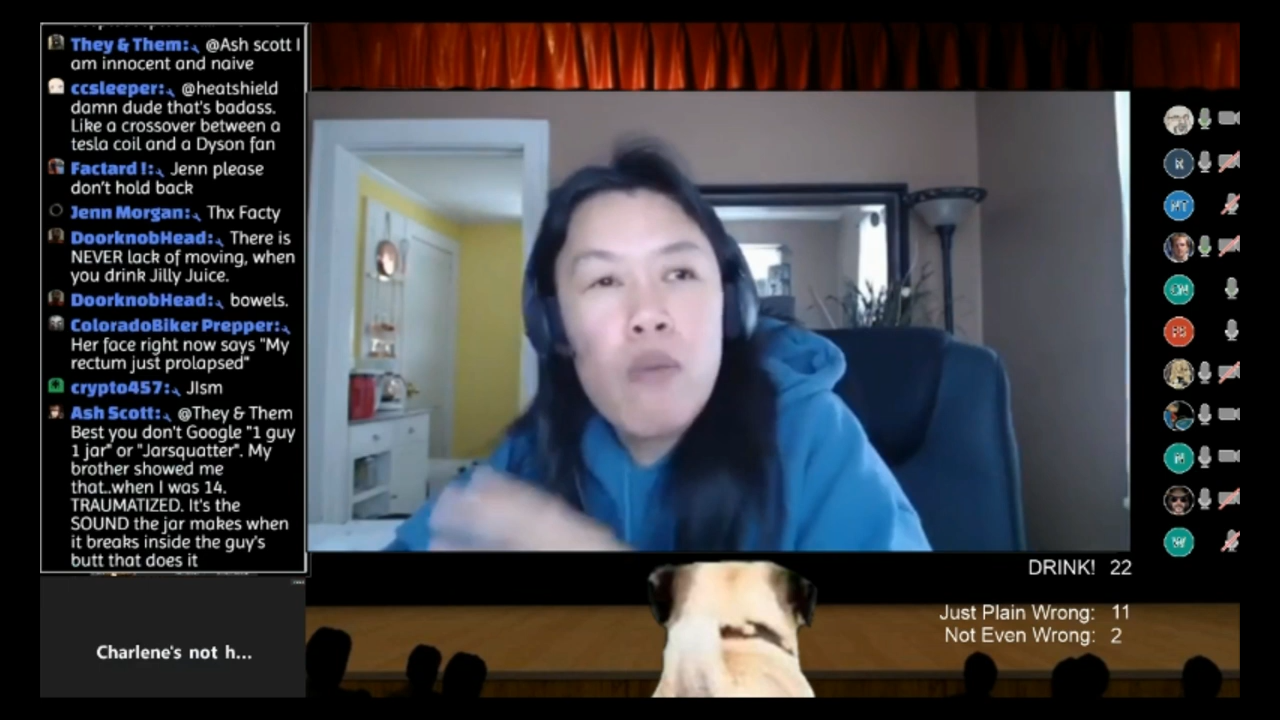 They & Them: @Ash scott I
am innocent and naive
ccsleeper: @heatshield
damn dude that's badass.
Like a crossover between a
tesla coil and a Dyson fan
Factard !: Jenn please
don't hold back
Jenn Morgan: Thx Facty
DoorknobHead: There is
NEVER lack of moving, when
you drink Jilly Juice.
DoorknobHead: bowels.
ColoradoBiker Prepper:
Her face right now says "My
rectum just prolapsed"
crypto457: JIsm
Ash Scott: @They & Them
Best you don't Google "1 guy
1 jar" or "Jarsquatter". My
brother showed me
that..when I was 14.
TRAUMATIZED. It's the
SOUND the jar makes when
it breaks inside the guy's
butt that does it
Charlene's not h...
DRINK! 22
Just Plain Wrong: 11
Not Even Wrong: 2